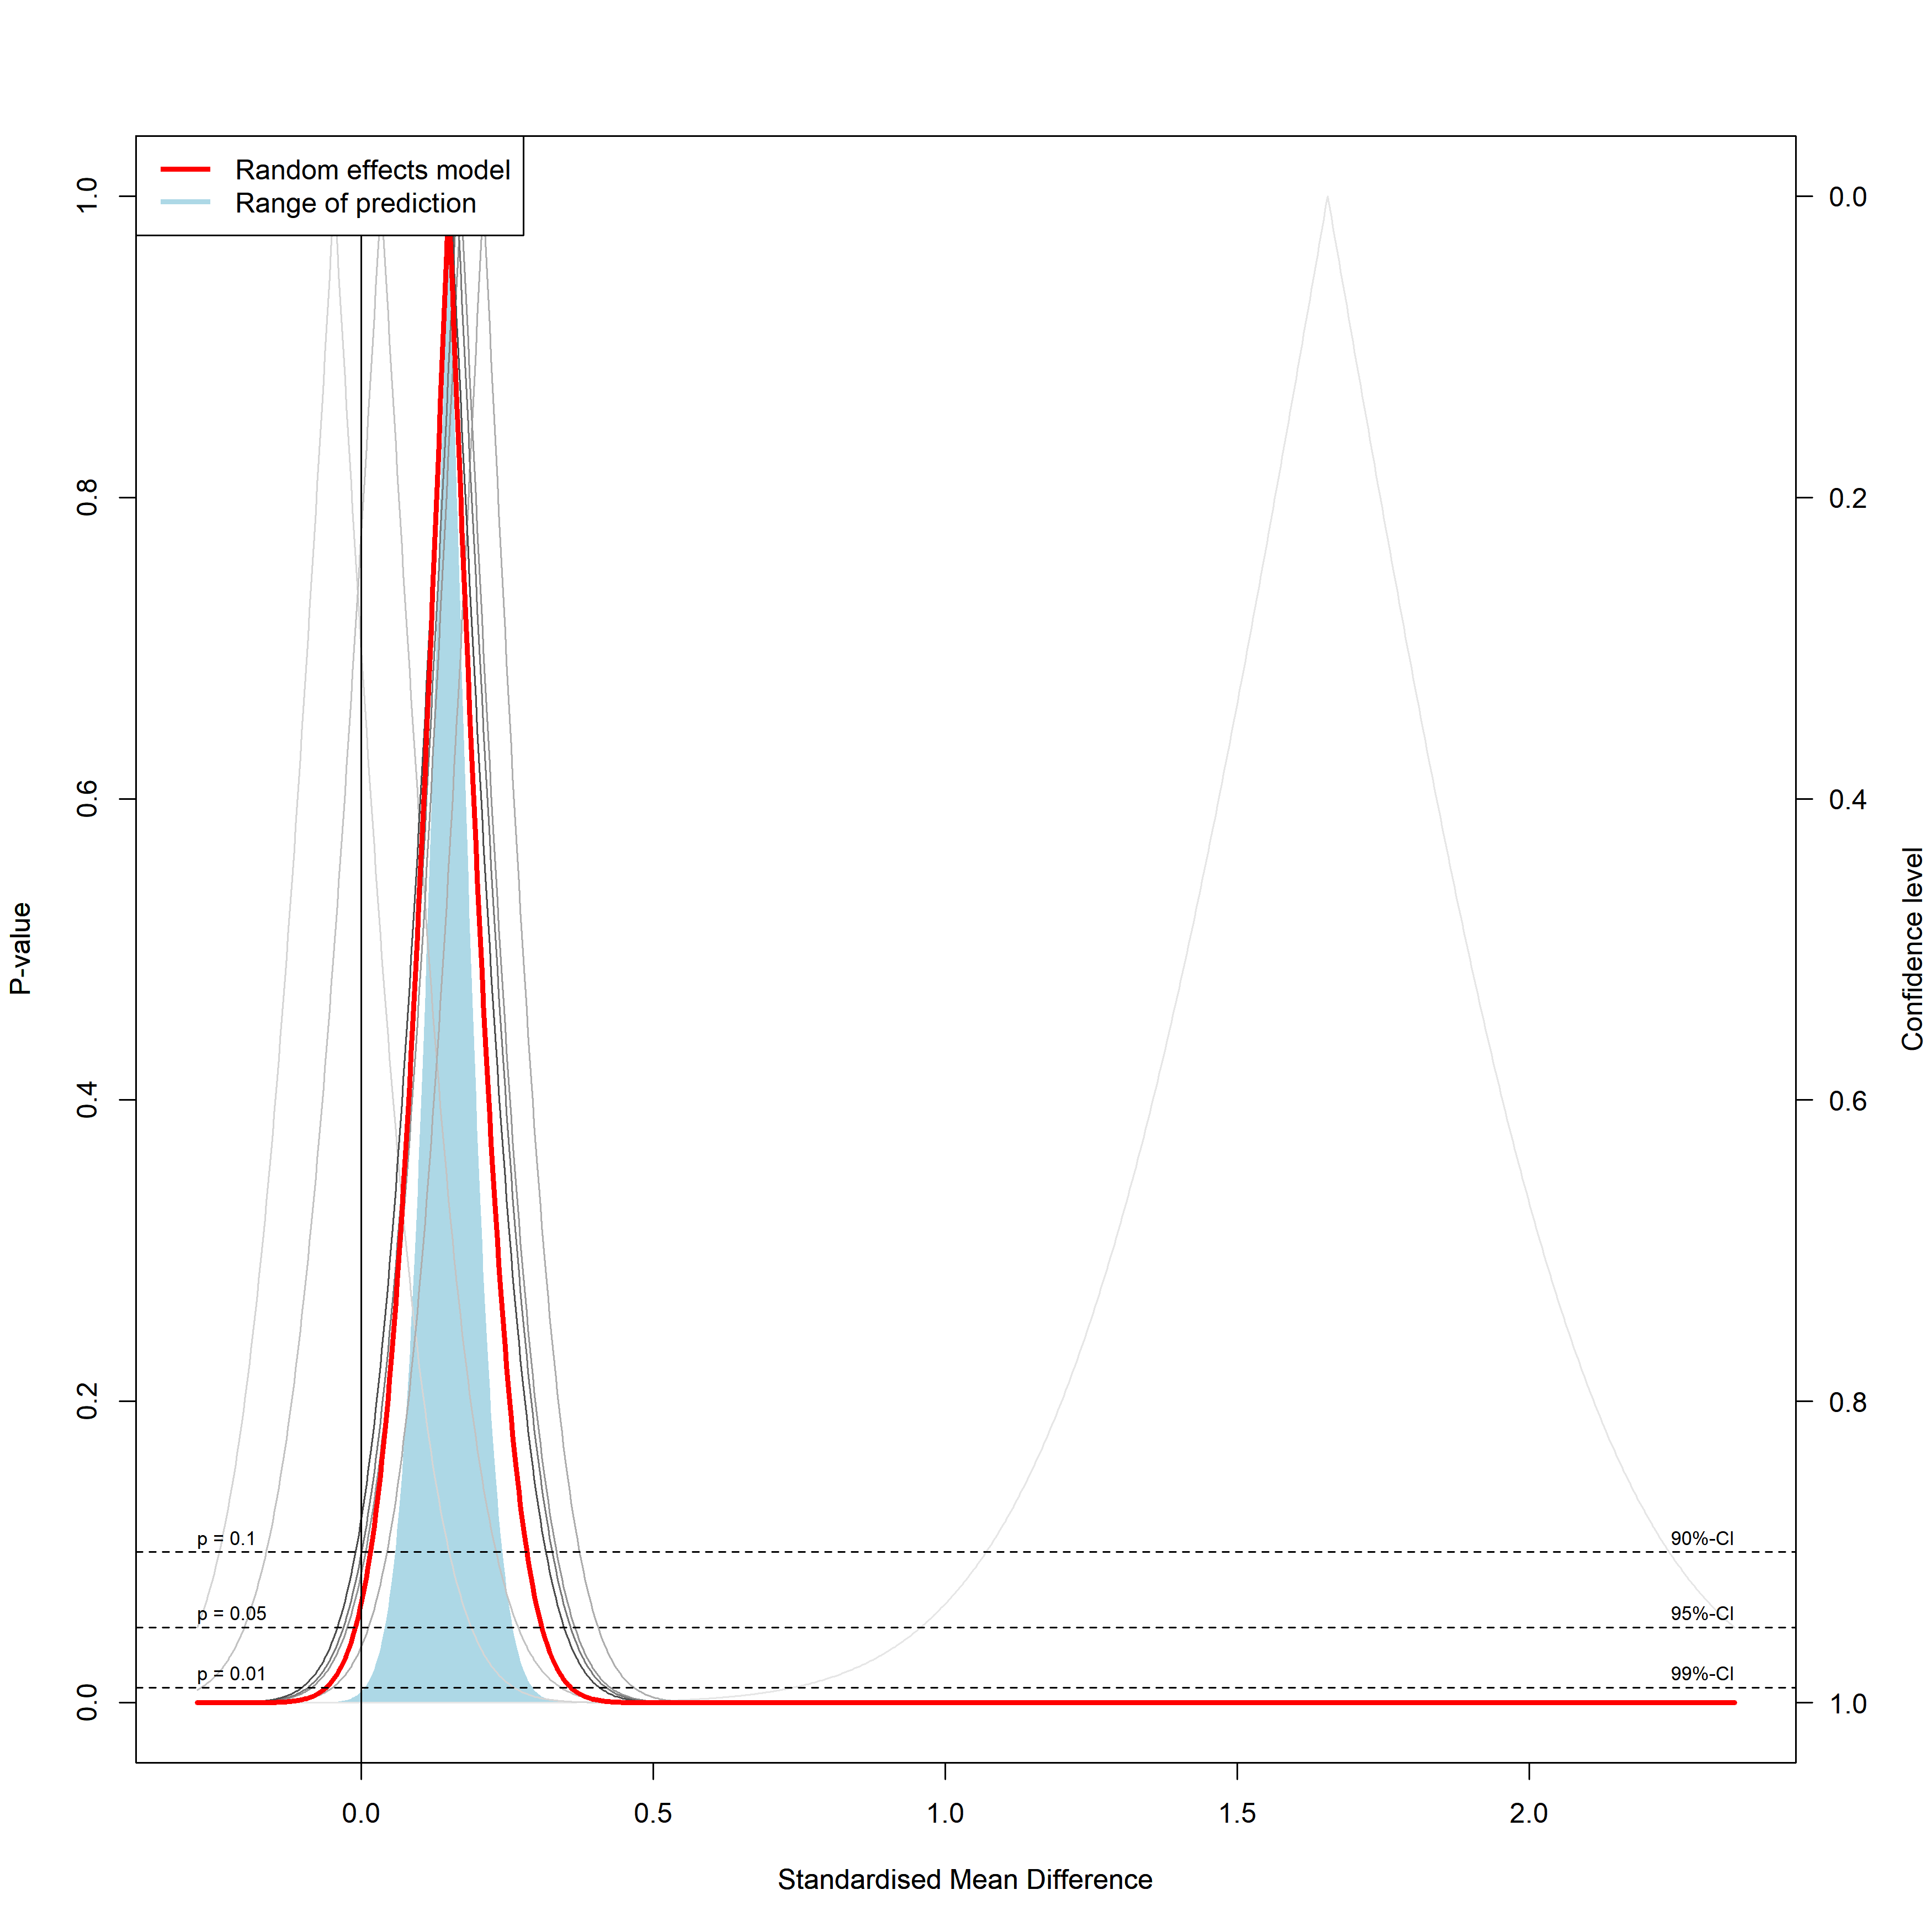 Random effects model
Range of prediction
1.0
0.8
0.6
0.4
0.2
0.0
P-value
0.0
0.2
0.4
0.6
0.8
1.0
Confidence level
p = 0.1
90%-CI
p = 0.05
95%-CI
p = 0.01
99%-CI
0.0
0.5
1.0
1.5
2.0
Standardised Mean Difference